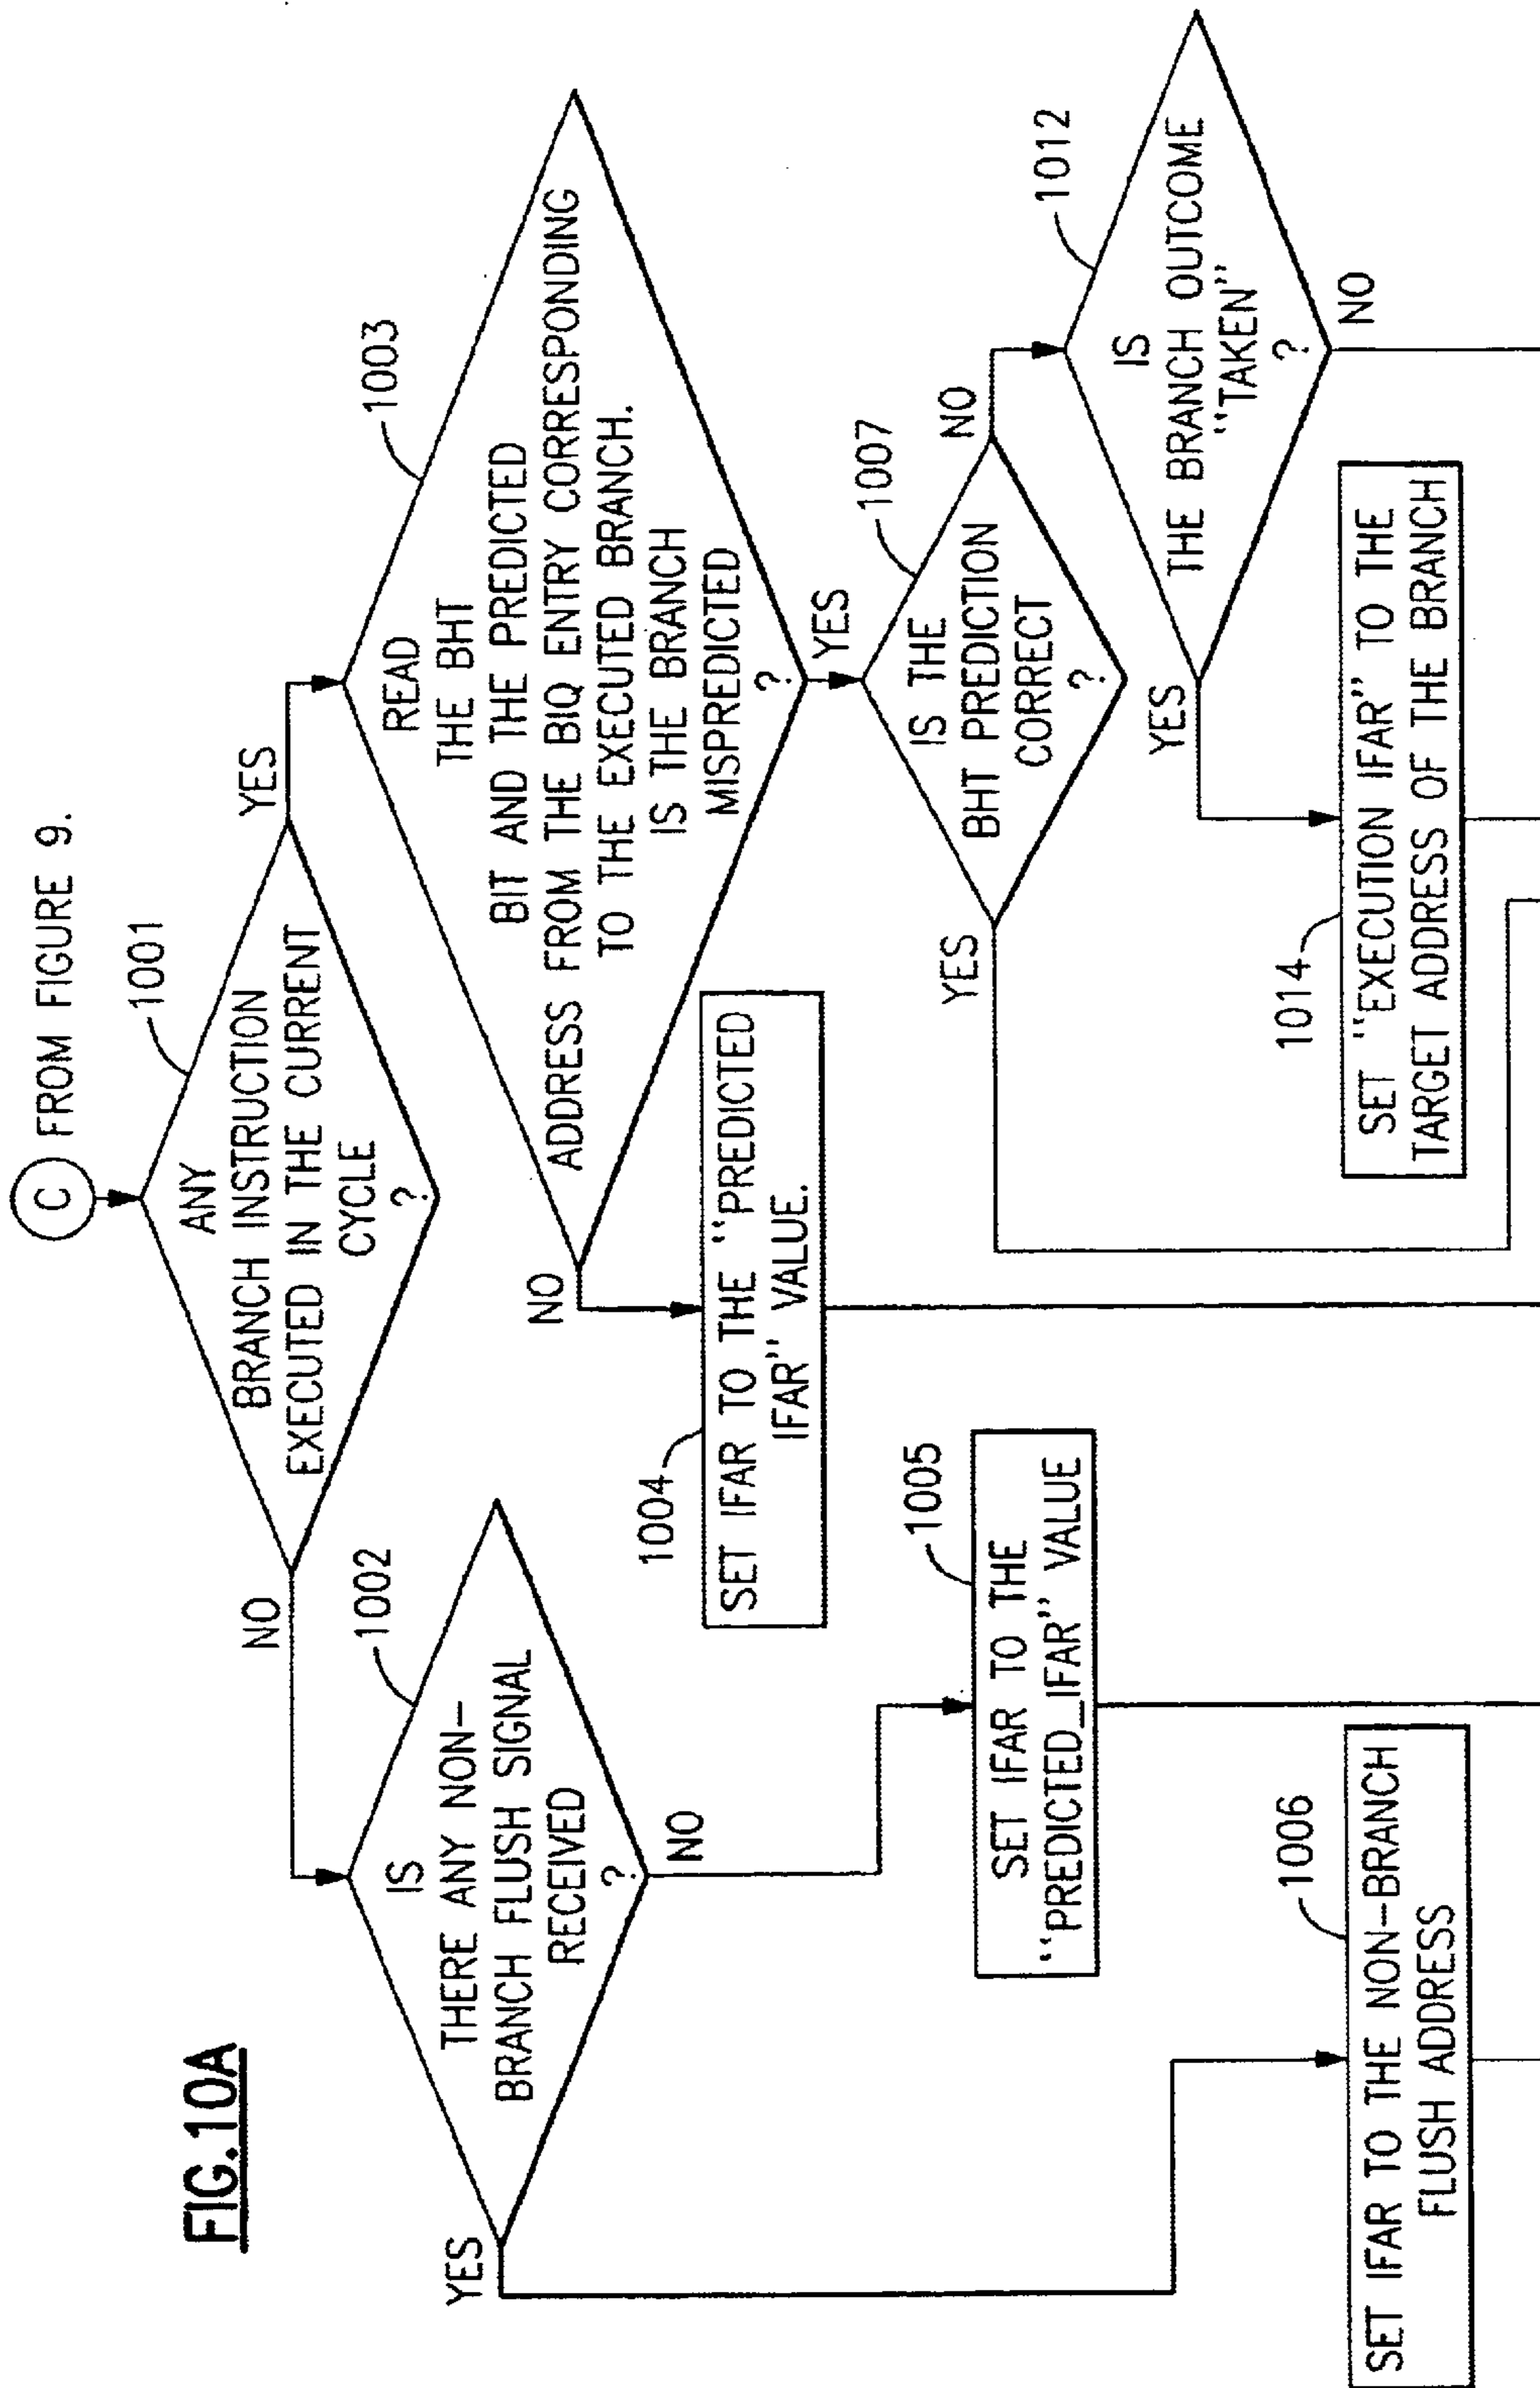 FIG.10A
C FROM FIGURE 9.
1001
ANY
BRANCH INSTRUCTION
EXECUTED IN THE CURRENT
CYCLE
?
NO
YES
1002
IS
THERE ANY NON-
BRANCH FLUSH SIGNAL
RECEIVED
?
YES
NO
1003
READ
THE BHT
BIT AND THE PREDICTED
ADDRESS FROM THE BIQ ENTRY CORRESPONDING
TO THE EXECUTED BRANCH.
IS THE BRANCH
MISPREDICTED
?
NO
YES
1004
SET IFAR TO THE "PREDICTED
IFAR" VALUE.
1005
SET IFAR TO THE
"PREDICTED_IFAR" VALUE
1006
SET IFAR TO THE NON-BRANCH
FLUSH ADDRESS
1007
IS THE
BHT PREDICTION
CORRECT
?
YES
NO
1012
IS
THE BRANCH OUTCOME
"TAKEN"
?
YES
NO
1014
SET "EXECUTION IFAR" TO THE
TARGET ADDRESS OF THE BRANCH